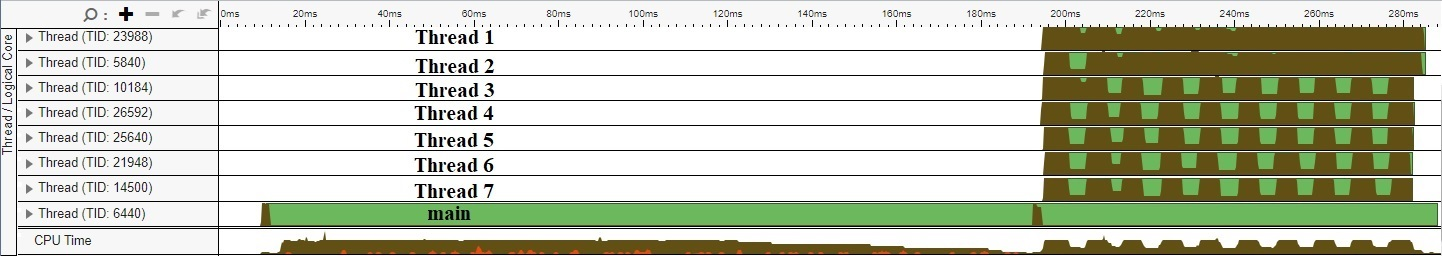 0ms 20ms 40ms 60ms 80ms 100ms 120ms 140ms 160ms 180ms 200ms 220ms 240ms 260ms 280ms
Thread / Logical Core
Thread (TID: 23988) Thread 1
Thread (TID: 5840) Thread 2
Thread (TID: 10184) Thread 3
Thread (TID: 26592) Thread 4
Thread (TID: 25640) Thread 5
Thread (TID: 21948) Thread 6
Thread (TID: 14500) Thread 7
Thread (TID: 6440) main
CPU Time